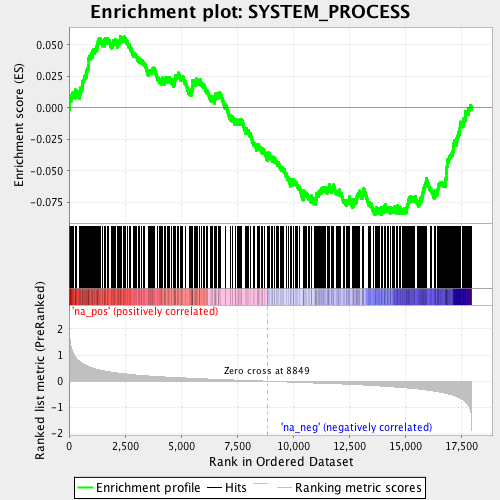 Enrichment plot: SYSTEM_PROCESS
Enrichment score (ES)
0.050
0.025
0.000
-0.025
-0.050
-0.075
'na_pos' (positively correlated)
Ranked list metric (PreRanked)
2
1
0
-1
-2
Zero cross at 8849
'na_neg' (negatively correlated)
0
2,500
5,000
7,500
10,000
12,500
15,000
17,500
Rank in Ordered Dataset
Enrichment profile
Hits
Ranking metric scores